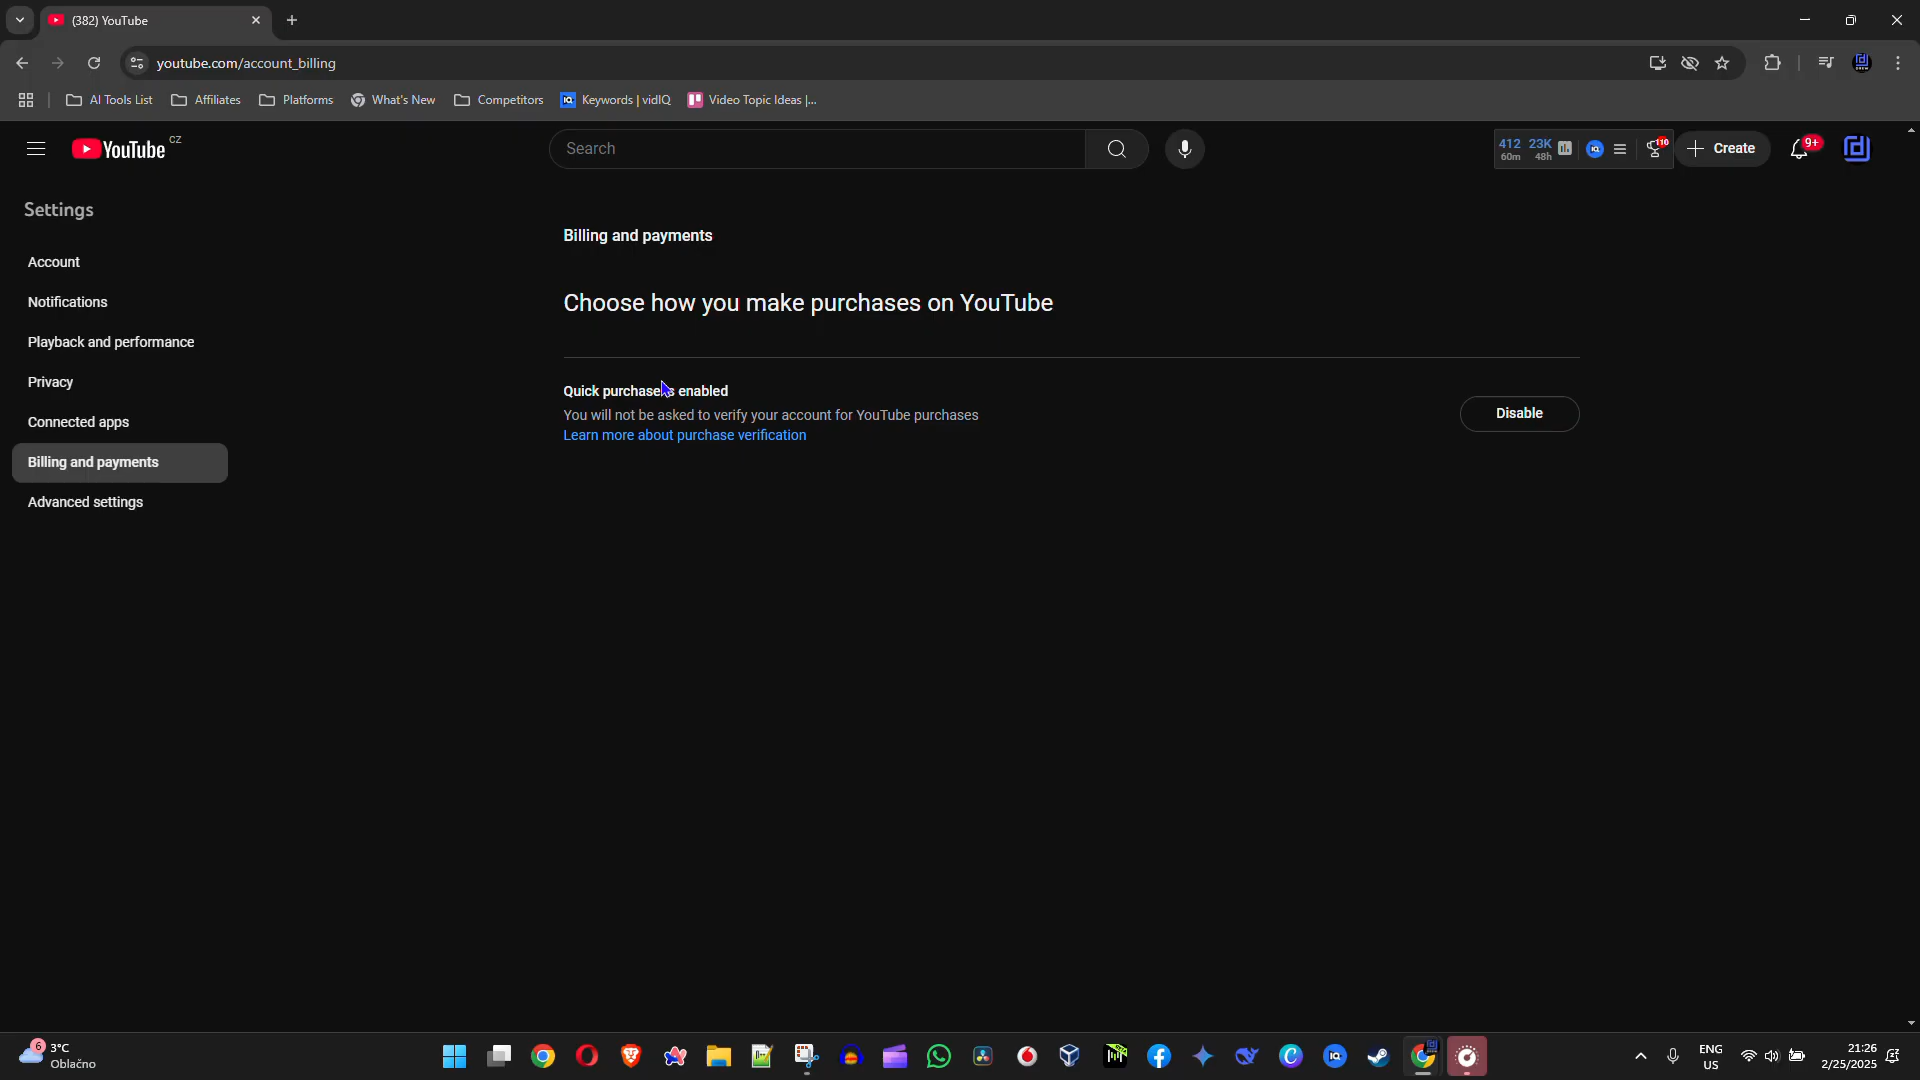 (382) YouTube
youtube.com/account_billing
AI Tools List
Affiliates
Platforms
What's New
Competitors
Keywords | vidIQ
Video Topic Ideas |...
YouTube CZ
Search
412 23K
60m 48h
110
Create
9+
Settings
Account
Notifications
Playback and performance
Privacy
Connected apps
Billing and payments
Advanced settings
Billing and payments
Choose how you make purchases on YouTube
Quick purchase is enabled
You will not be asked to verify your account for YouTube purchases
Learn more about purchase verification
Disable
6
3°C
Oblačno
ENG
US
21:26
2/25/2025